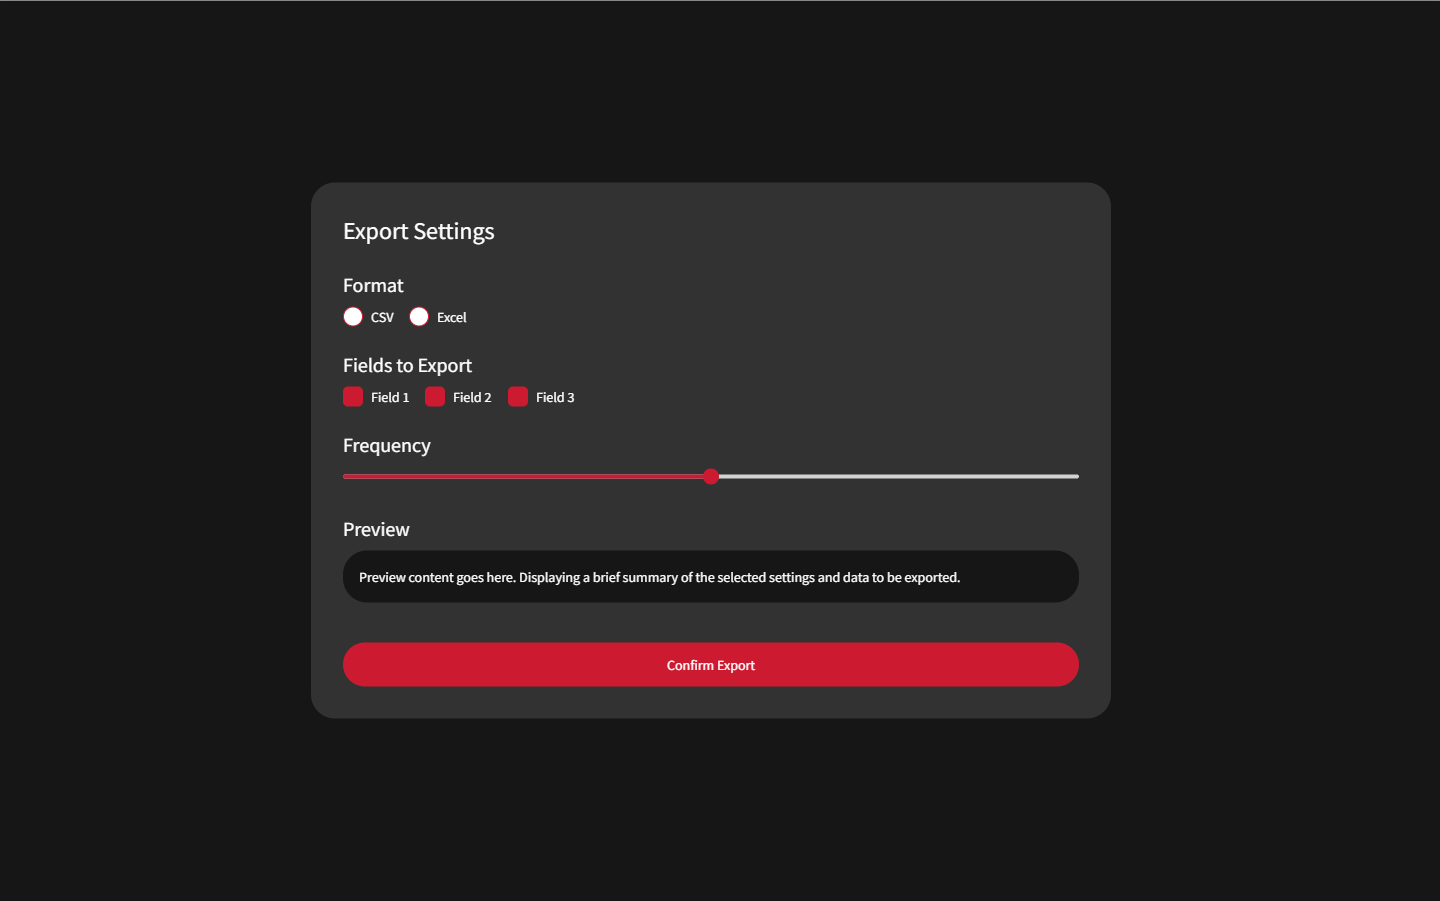 Export Settings
Format
CSV Excel
Fields to Export
Field 1 Field 2 Field 3
Frequency
Preview
Preview content goes here. Displaying a brief summary of the selected settings and data to be exported.
Confirm Export